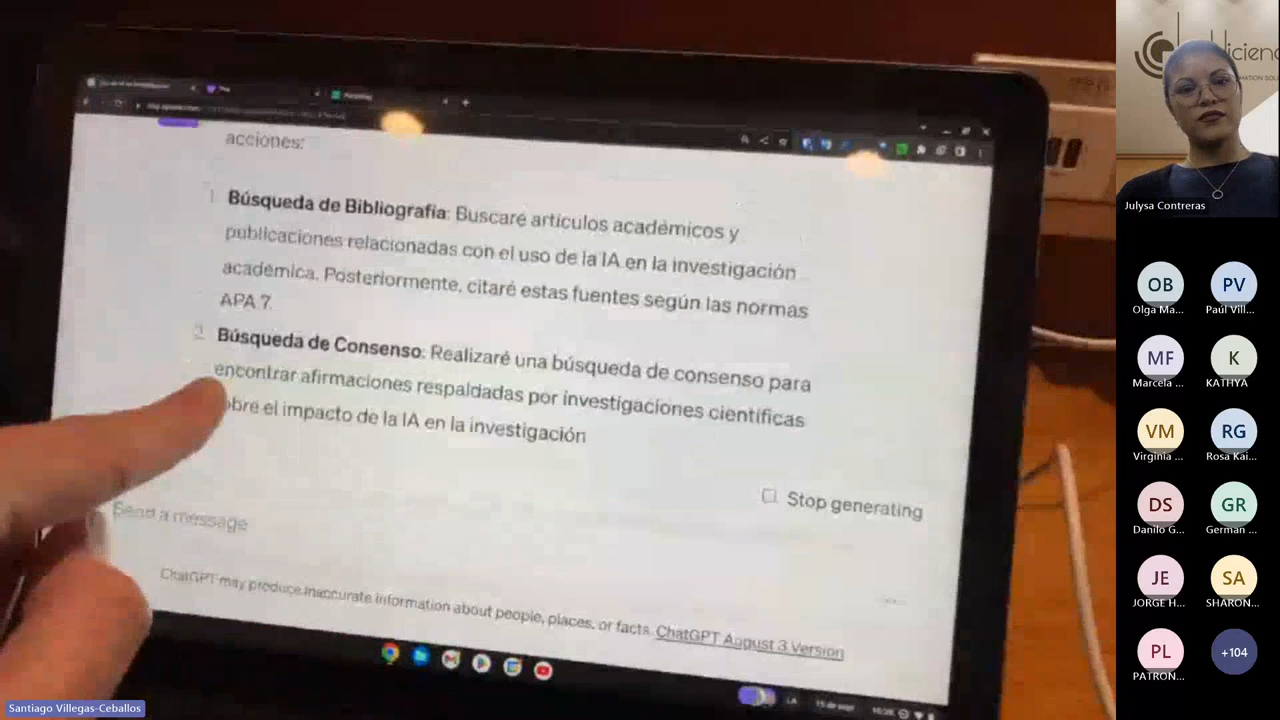 acciones:
1. Búsqueda de Bibliografía: Buscaré artículos académicos y
publicaciones relacionadas con el uso de la IA en la investigación
académica. Posteriormente, citaré estas fuentes según las normas
APA 7.
2. Búsqueda de Consenso: Realizaré una búsqueda de consenso para
encontrar afirmaciones respaldadas por investigaciones científicas
sobre el impacto de la IA en la investigación
Stop generating
Send a message
ChatGPT may produce inaccurate information about people, places, or facts. ChatGPT August 3 Version
Santiago Villegas-Ceballos
Julysa Contreras
OB PV
Olga Ma... Paúl Vill...
MF K
Marcela ... KATHYA
VM RG
Virginia ... Rosa Kai...
DS GR
Danilo G... German ...
JE SA
JORGE H... SHARON...
PL +104
PATRON...